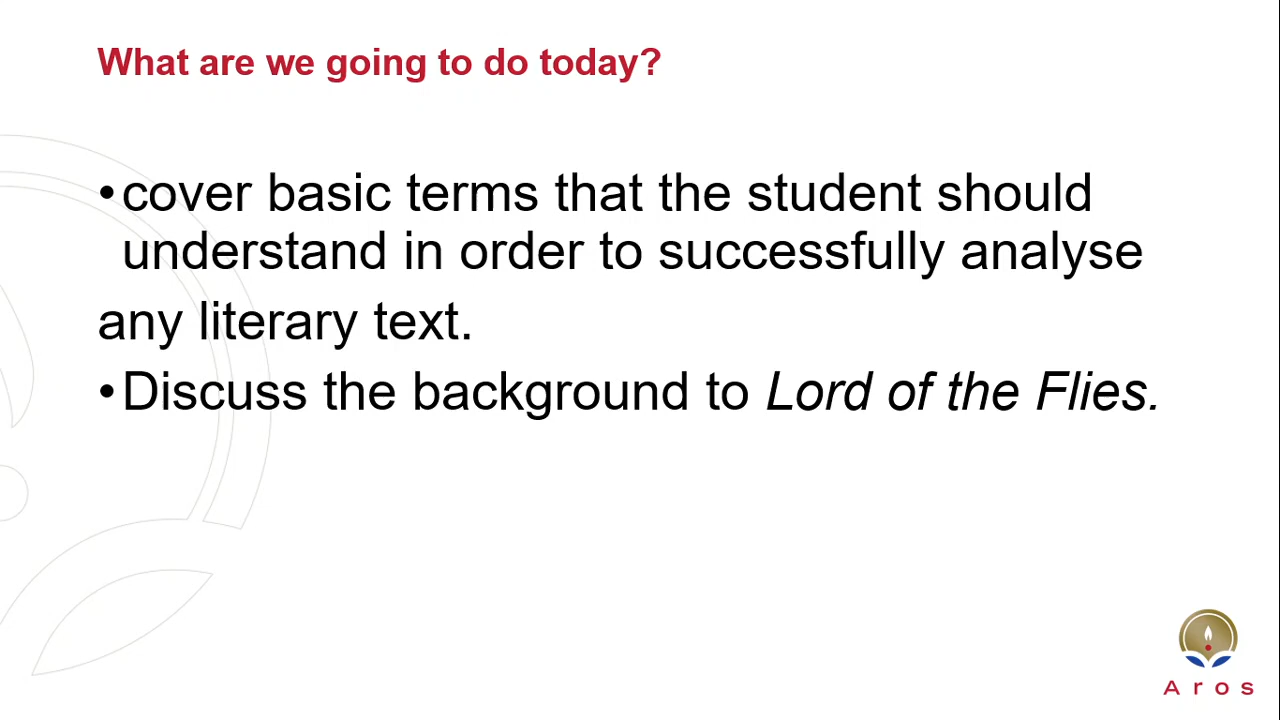 What are we going to do today?
•cover basic terms that the student should
understand in order to successfully analyse
any literary text.
•Discuss the background to Lord of the Flies.
Aros